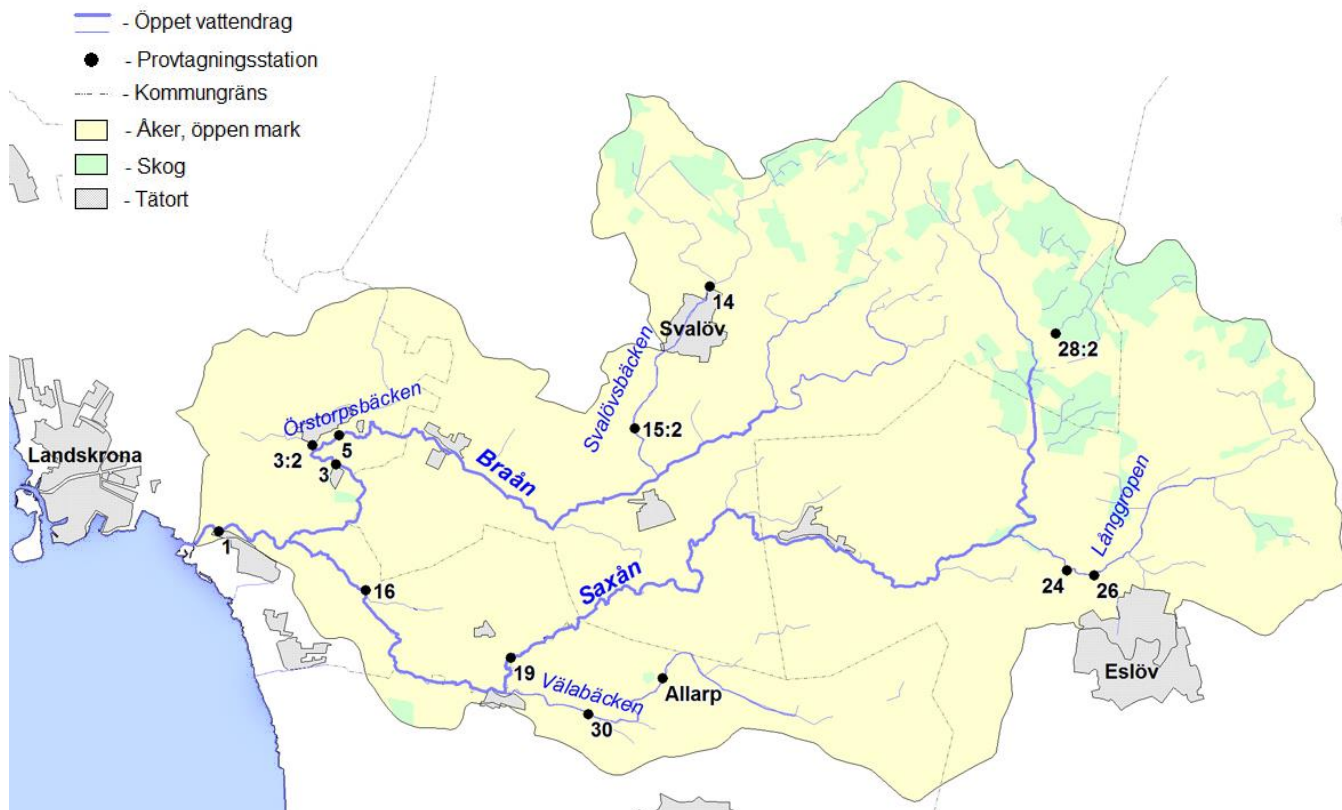 - Öppet vattendrag
- Provtagningsstation
- Kommungräns
- Åker, öppen mark
- Skog
- Tätort
14
Svalöv
28:2
Svalövsbäcken
Örstorpsbäcken
15:2
5
3:2
3
Landskrona
Braån
Långgropen
1
24
26
Saxån
16
19
Eslöv
Allarp
Välabäcken
30